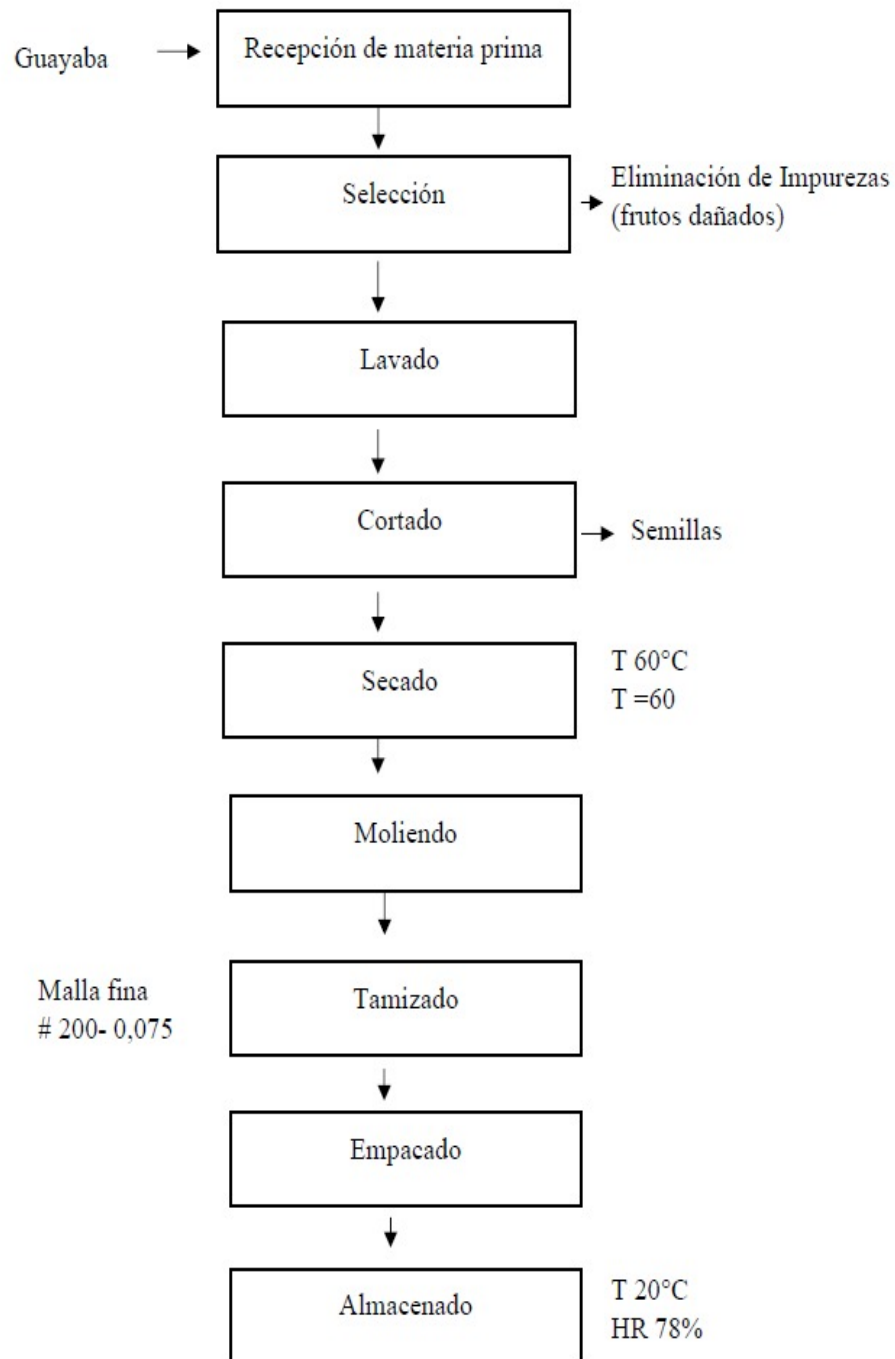 Guayaba
Recepción de materia prima
Selección
Eliminación de Impurezas
(frutos dañados)
Lavado
Cortado
Semillas
Secado
T 60°C
T =60
Moliendo
Malla fina
# 200- 0,075
Tamizado
Empacado
Almacenado
T 20°C
HR 78%